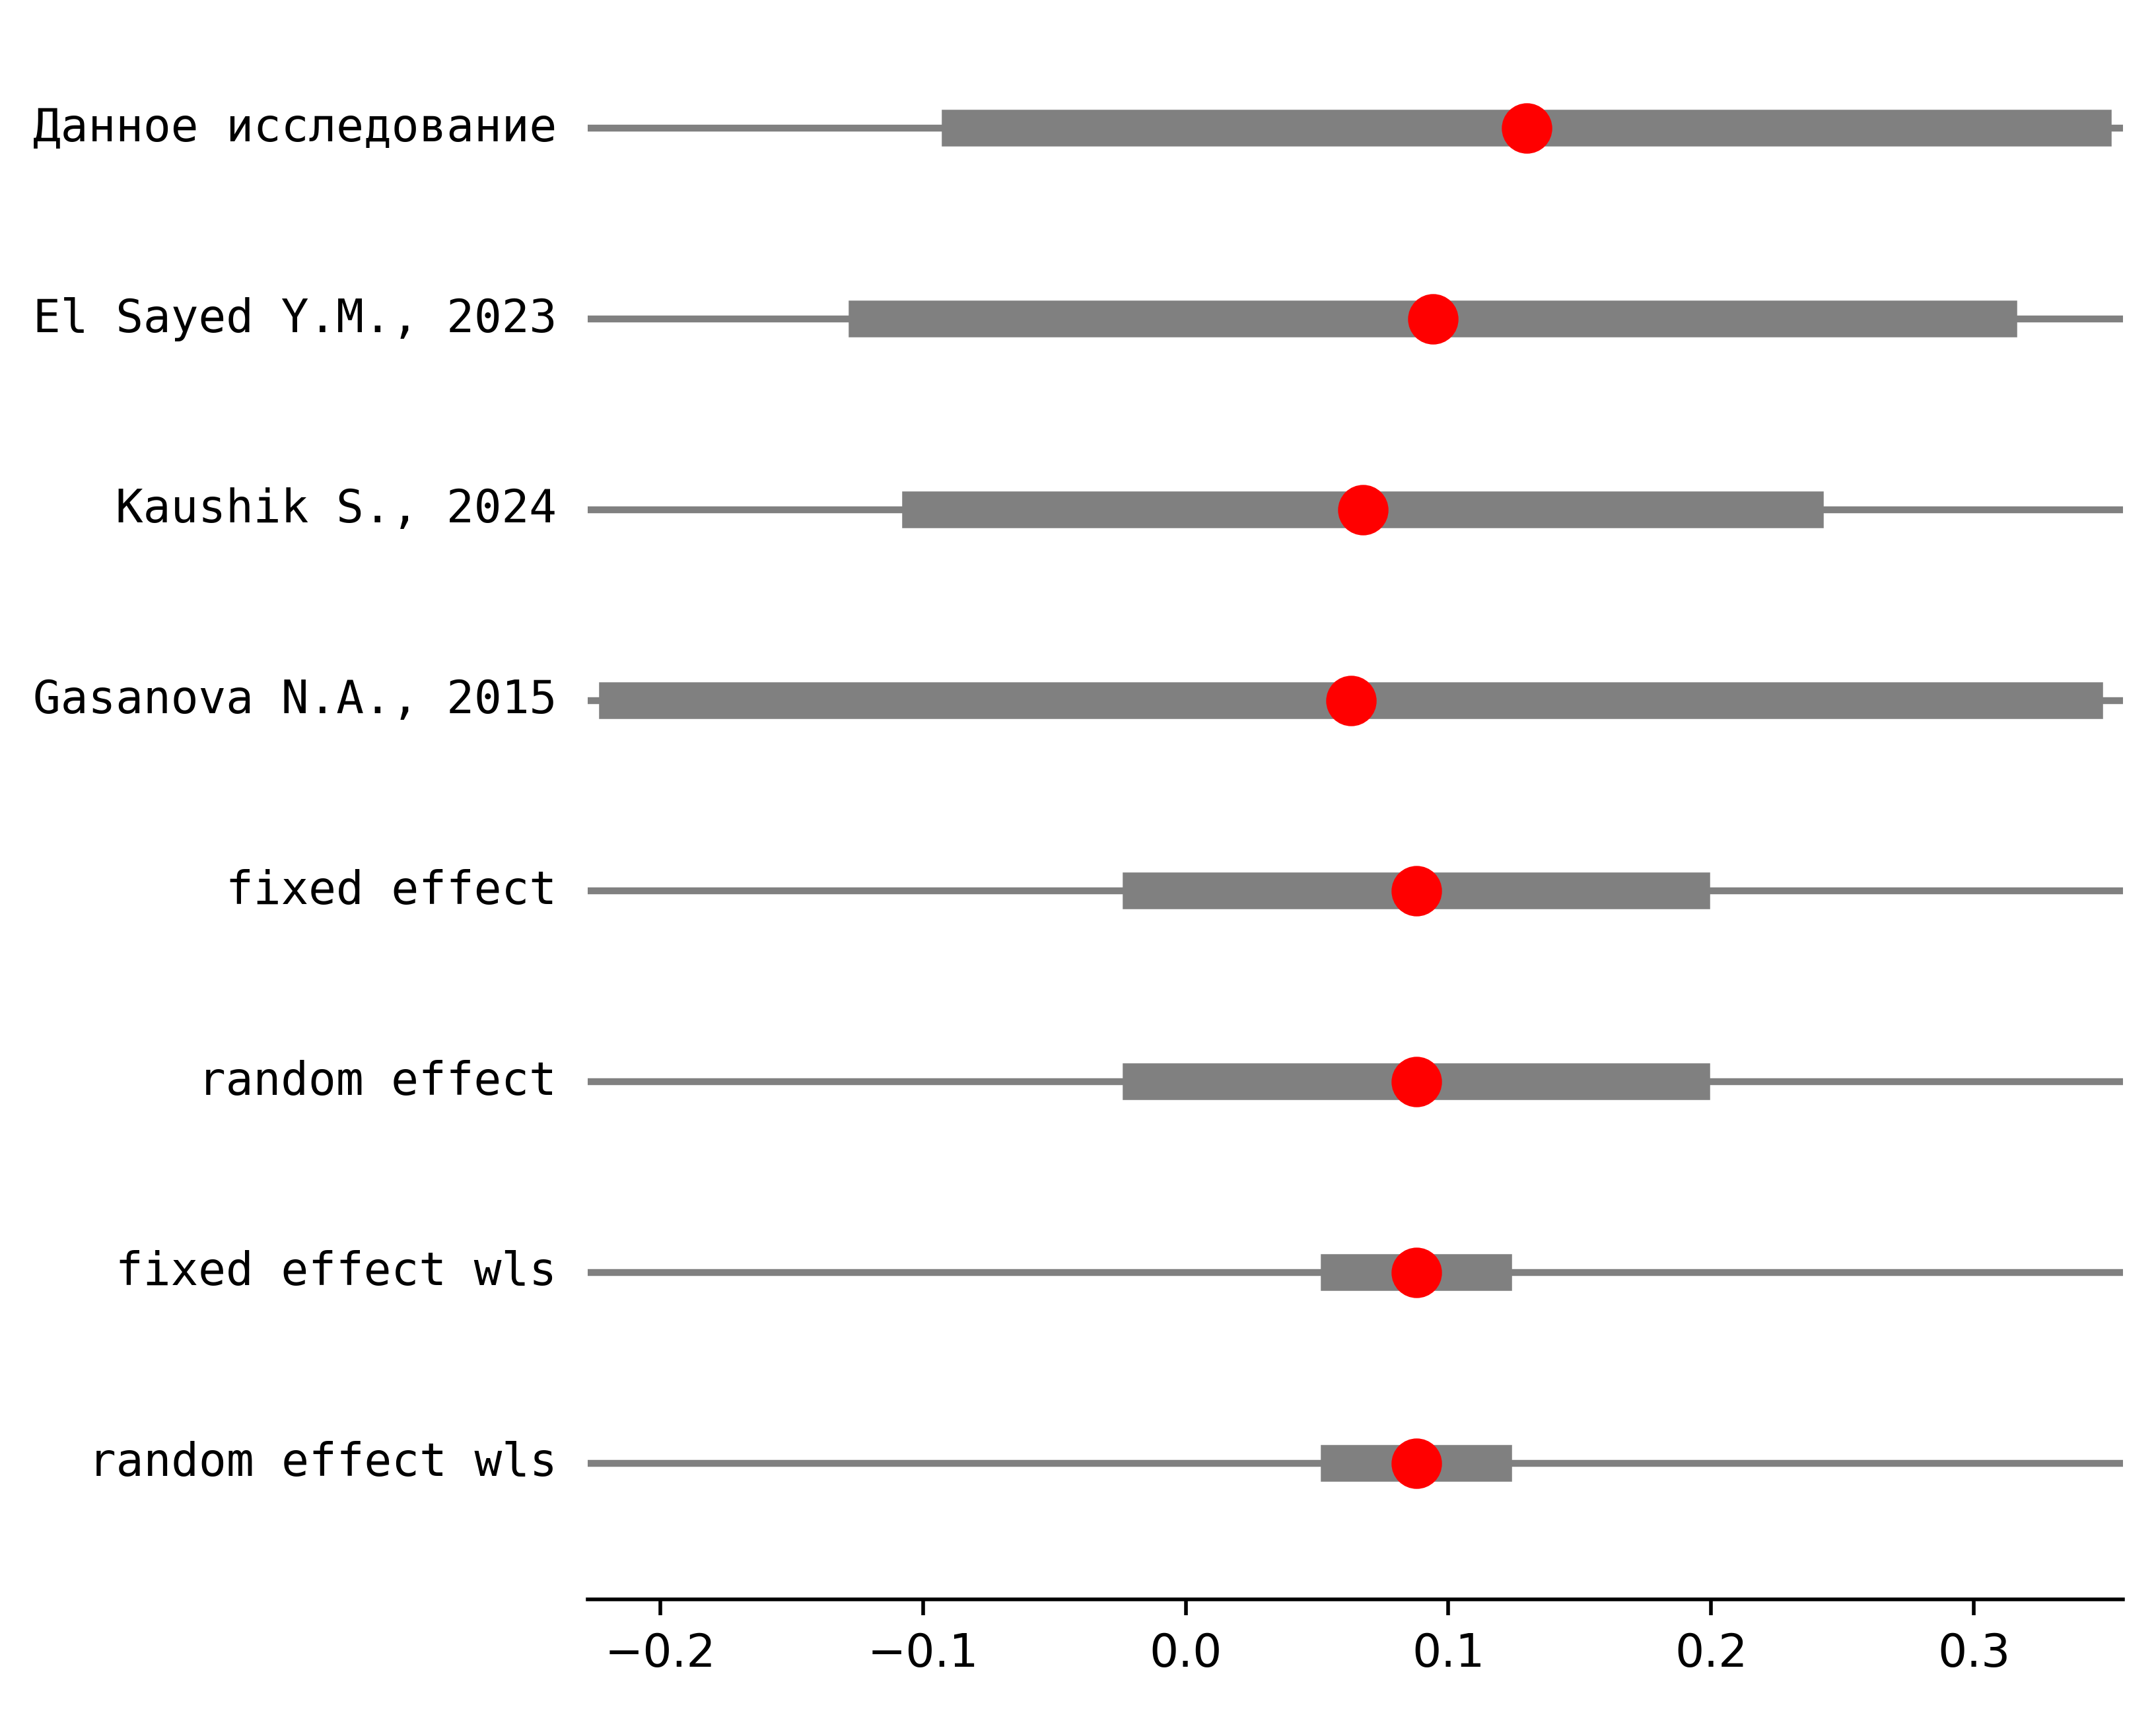 Данное исследование
El Sayed Y.M., 2023
Kaushik S., 2024
Gasanova N.A., 2015
fixed effect
random effect
fixed effect wls
random effect wls
−0.2 −0.1 0.0 0.1 0.2 0.3